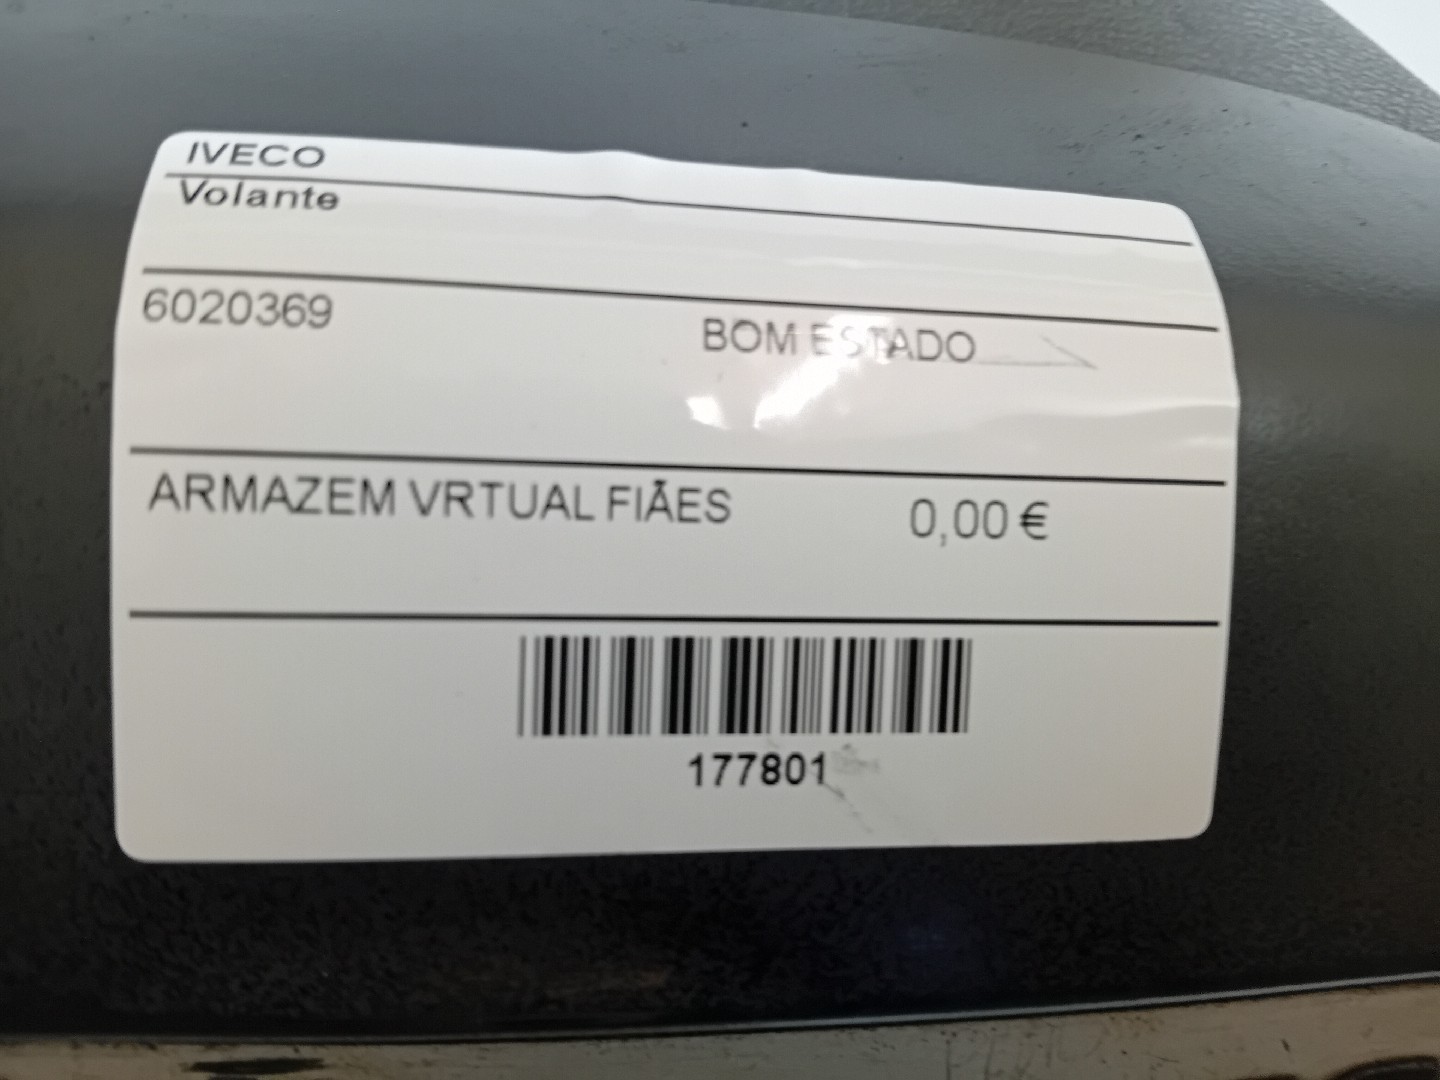 IVECO
Volante
6020369 BOM ESTADO
ARMAZEM VRTUAL FIÃES 0,00 €
177801